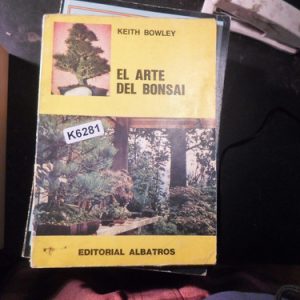 KEITH BOWLEY
EL ARTE
DEL BONSAI
K6281
EDITORIAL ALBATROS